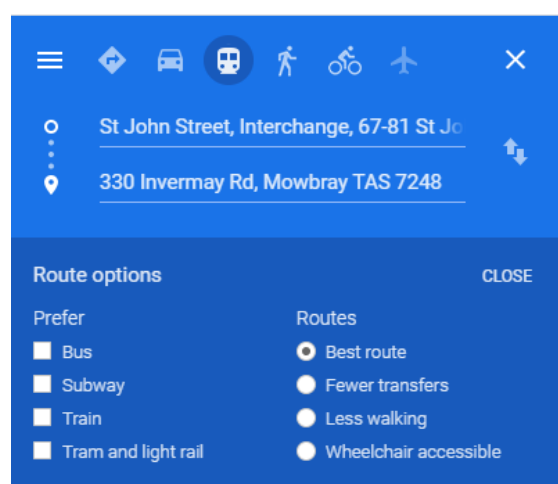 St John Street, Interchange, 67-81 St Jo
330 Invermay Rd, Mowbray TAS 7248
Route options
CLOSE
Prefer
Routes
Bus
Best route
Subway
Fewer transfers
Train
Less walking
Tram and light rail
Wheelchair accessible